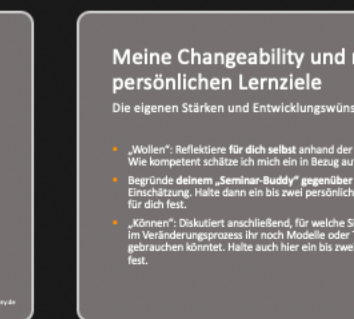 Meine Changeability und
persönlichen Lernziele
Die eigenen Stärken und Entwicklungswüns
„Wollen“: Reflektiere für dich selbst anhand der
Wie kompetent schätze ich mich ein in Bezug au
Begründe deinem „Seminar-Buddy“ gegenüber
Einschätzung. Halte dann ein bis zwei persönlich
für dich fest.
„Können“: Diskutiert anschließend, für welche Si
im Veränderungsprozess ihr noch Modelle oder T
gebrauchen könntet. Halte auch hier ein bis zwe
fest.